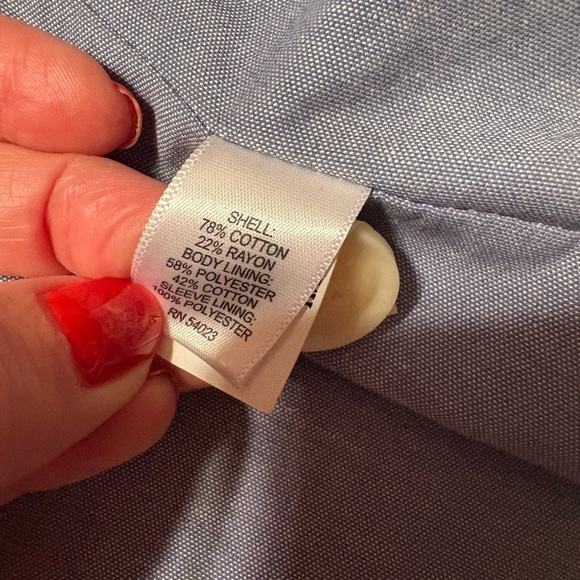 SHELL:
78% COTTON
22% RAYON
BODY LINING:
58% POLYESTER
42% COTTON
SLEEVE LINING:
100% POLYESTER
RN 54023